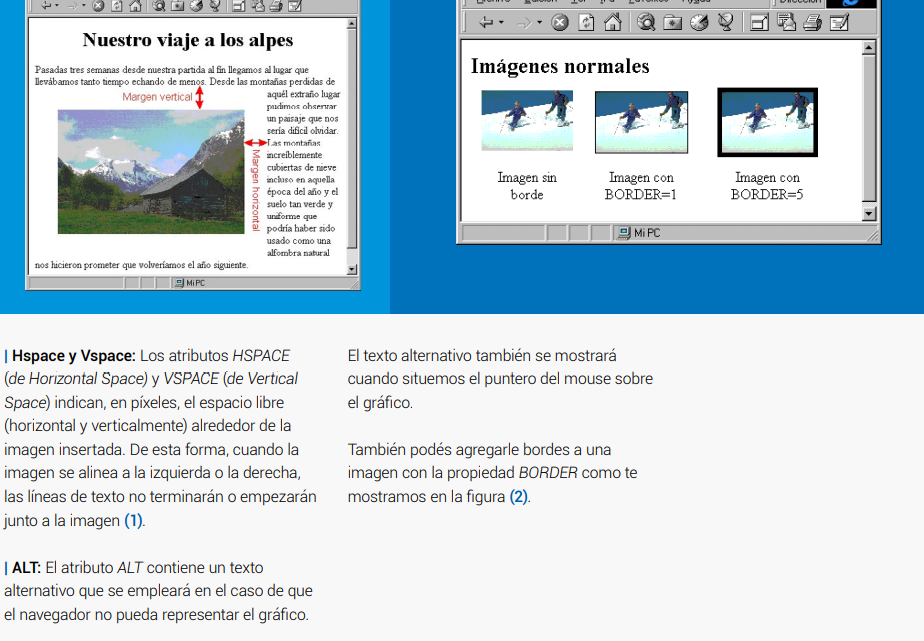 Nuestro viaje a los alpes
Pasadas tres semanas desde nuestra partida al fin llegamos al lugar que
llevábamos tanto tiempo echando de menos. Desde las montañas perdidas de
aquél extraño lugar
pudimos observar
un paisaje que nos
sería difícil olvidar.
Las montañas
increíblemente
cubiertas de nieve
incluso en aquella
época del año y el
suelo tan verde y
uniforme que
podría haber sido
usado como una
alfombra natural
nos hicieron prometer que volveríamos el año siguiente.
Margen vertical
Margen horizontal
Mi PC
Dirección
Imágenes normales
Imagen sin
borde
Imagen con
BORDER=1
Imagen con
BORDER=5
Mi PC
| Hspace y Vspace: Los atributos HSPACE
(de Horizontal Space) y VSPACE (de Vertical
Space) indican, en píxeles, el espacio libre
(horizontal y verticalmente) alrededor de la
imagen insertada. De esta forma, cuando la
imagen se alinea a la izquierda o la derecha,
las líneas de texto no terminarán o empezarán
junto a la imagen (1).
| ALT: El atributo ALT contiene un texto
alternativo que se empleará en el caso de que
el navegador no pueda representar el gráfico.
El texto alternativo también se mostrará
cuando situemos el puntero del mouse sobre
el gráfico.
También podés agregarle bordes a una
imagen con la propiedad BORDER como te
mostramos en la figura (2).